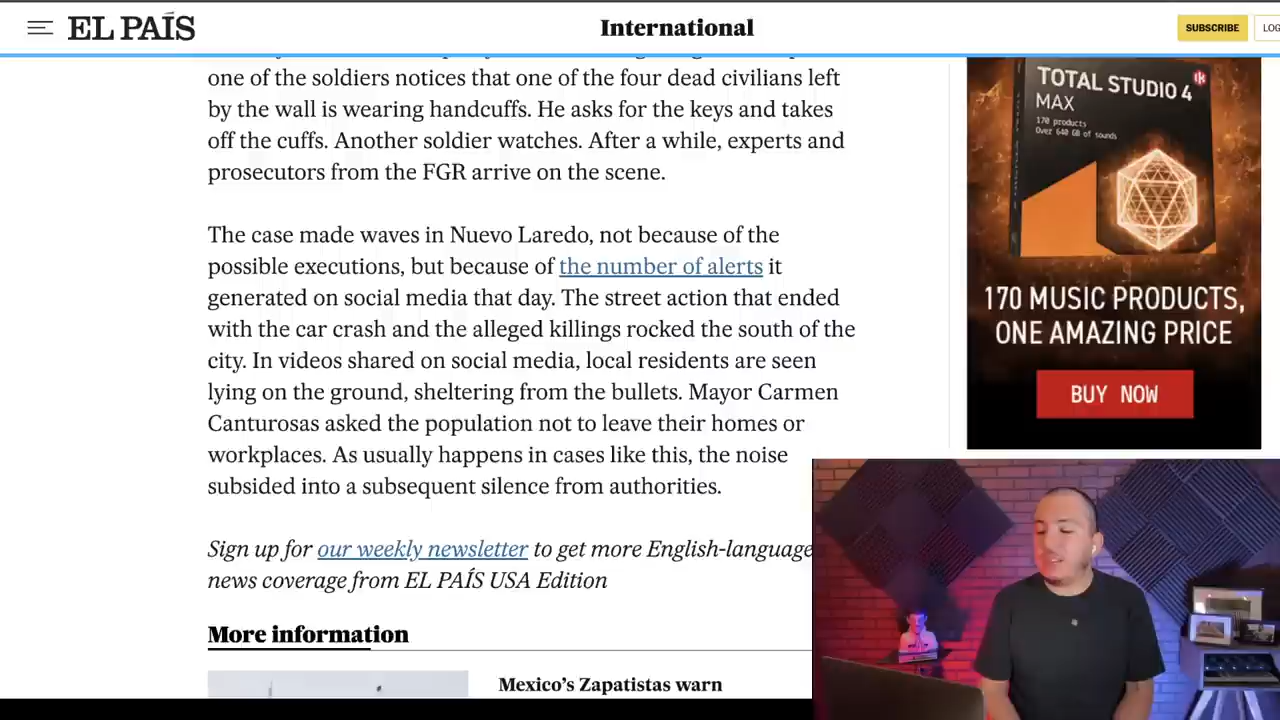 EL PAÍS
International
SUBSCRIBE
LOG
one of the soldiers notices that one of the four dead civilians left
by the wall is wearing handcuffs. He asks for the keys and takes
off the cuffs. Another soldier watches. After a while, experts and
prosecutors from the FGR arrive on the scene.
The case made waves in Nuevo Laredo, not because of the
possible executions, but because of the number of alerts it
generated on social media that day. The street action that ended
with the car crash and the alleged killings rocked the south of the
city. In videos shared on social media, local residents are seen
lying on the ground, sheltering from the bullets. Mayor Carmen
Canturosas asked the population not to leave their homes or
workplaces. As usually happens in cases like this, the noise
subsided into a subsequent silence from authorities.
Sign up for our weekly newsletter to get more English-language
news coverage from EL PAÍS USA Edition
More information
Mexico’s Zapatistas warn
TOTAL STUDIO 4
MAX
170 products
Over 640 GB of sounds
170 MUSIC PRODUCTS,
ONE AMAZING PRICE
BUY NOW